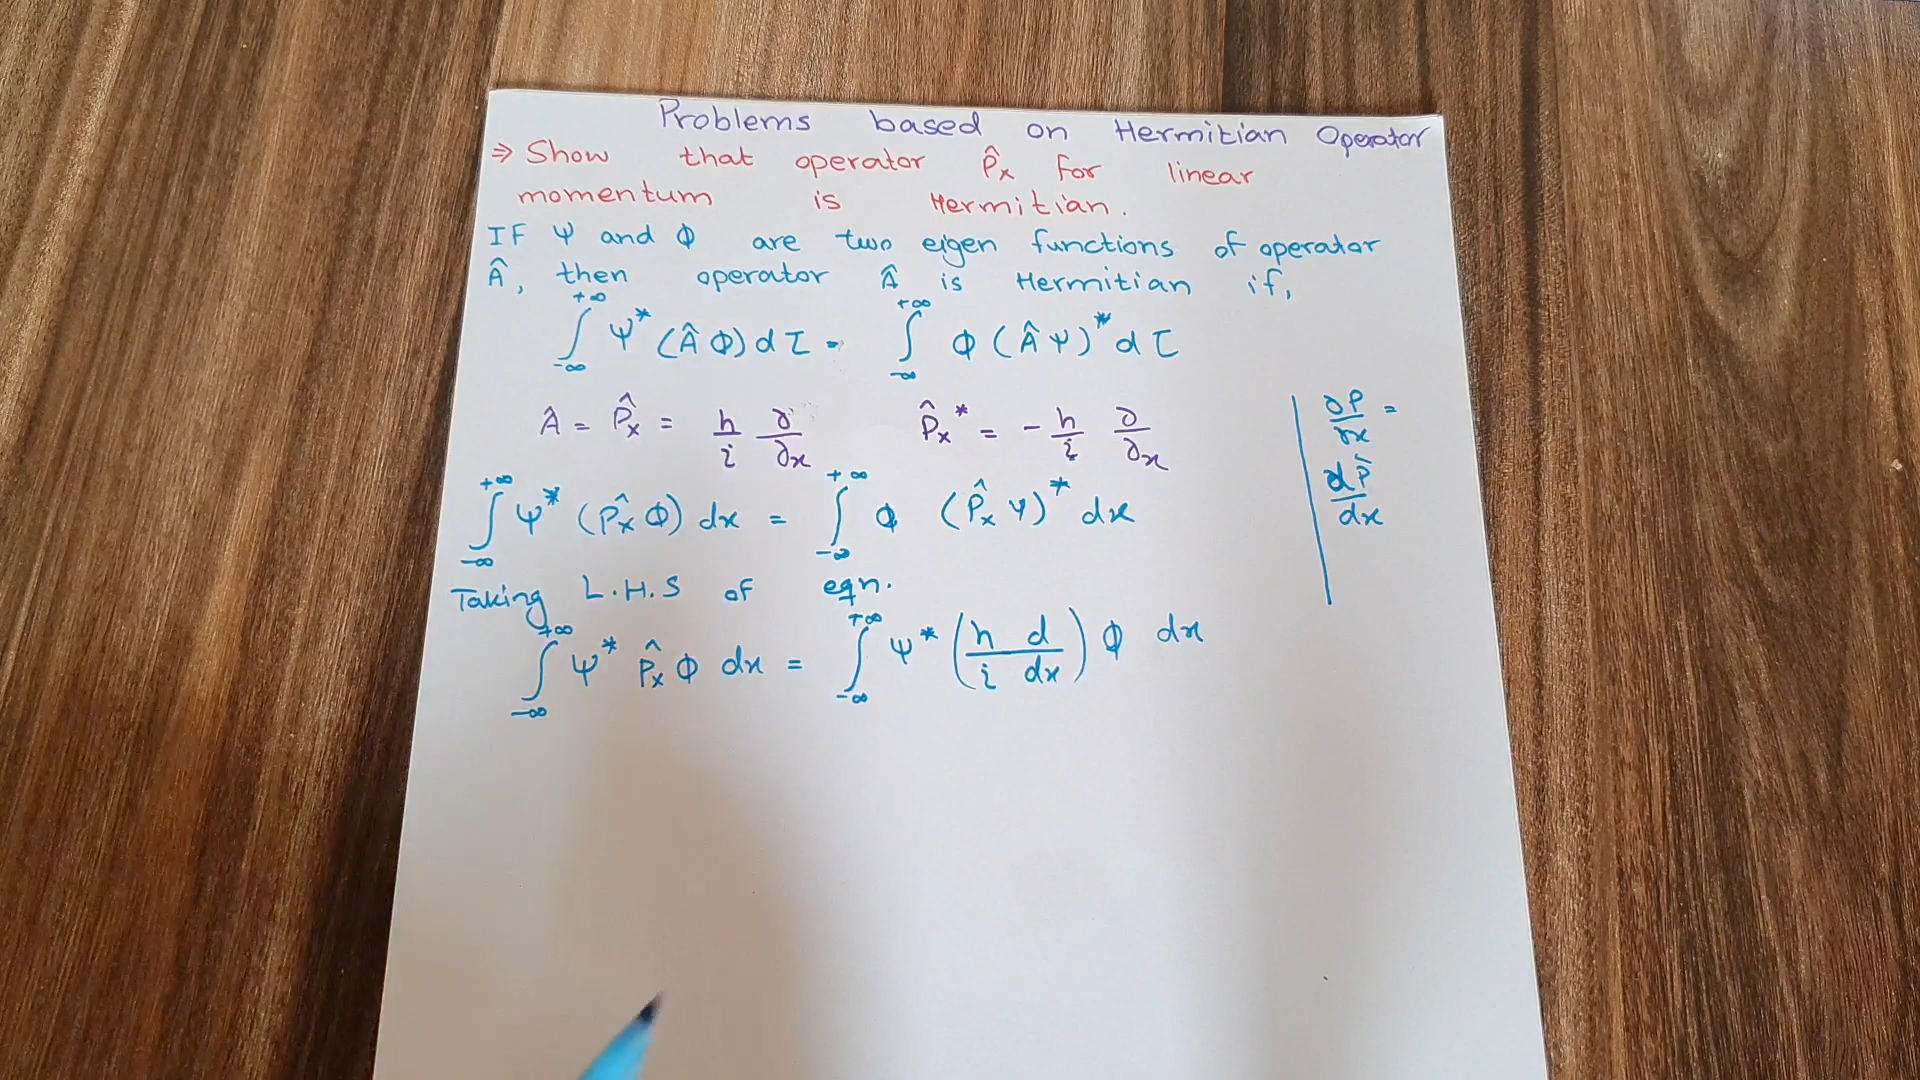 Problems based on Hermitian Operator
⇒ Show that operator P̂x for linear
momentum is Hermitian.
IF Ψ and Φ are two eigen functions of operator
Â, then operator Â is Hermitian if,
∫_{-∞}^{+∞} Ψ* (Â Φ) dτ = ∫_{-∞}^{+∞} Φ (Â Ψ)* dτ
Â = P̂x = h/i ∂/∂x   P̂x* = - h/i ∂/∂x
∂P/∂x =
dP̂/dx
∫_{-∞}^{+∞} Ψ* (P̂x Φ) dx = ∫_{-∞}^{+∞} Φ (P̂x Ψ)* dx
Taking L.H.S of eqn.
∫_{-∞}^{+∞} Ψ* P̂x Φ dx = ∫_{-∞}^{+∞} Ψ* (h/i d/dx) Φ dx